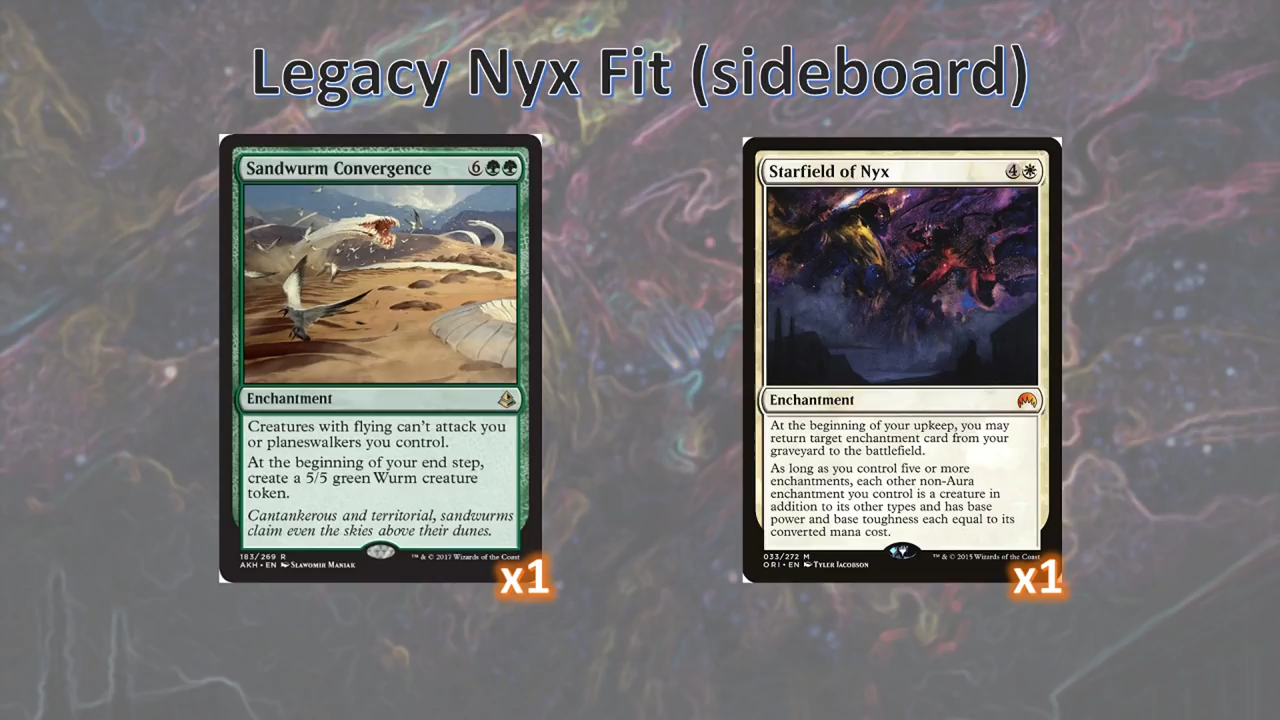 Legacy Nyx Fit (sideboard)
Sandwurm Convergence 6
Enchantment
Creatures with flying can't attack you
or planeswalkers you control.
At the beginning of your end step,
create a 5/5 green Wurm creature
token.
Cantankerous and territorial, sandwurms
claim even the skies above their dunes.
183/269 R
AKH • EN Slawomir Maniak
™ & © 2017 Wizards of the Coast
x1
Starfield of Nyx 4
Enchantment
At the beginning of your upkeep, you may
return target enchantment card from your
graveyard to the battlefield.
As long as you control five or more
enchantments, each other non-Aura
enchantment you control is a creature in
addition to its other types and has base
power and base toughness each equal to its
converted mana cost.
033/272 M
ORI • EN Tyler Jacobson
™ & © 2015 Wizards of the Coast
x1